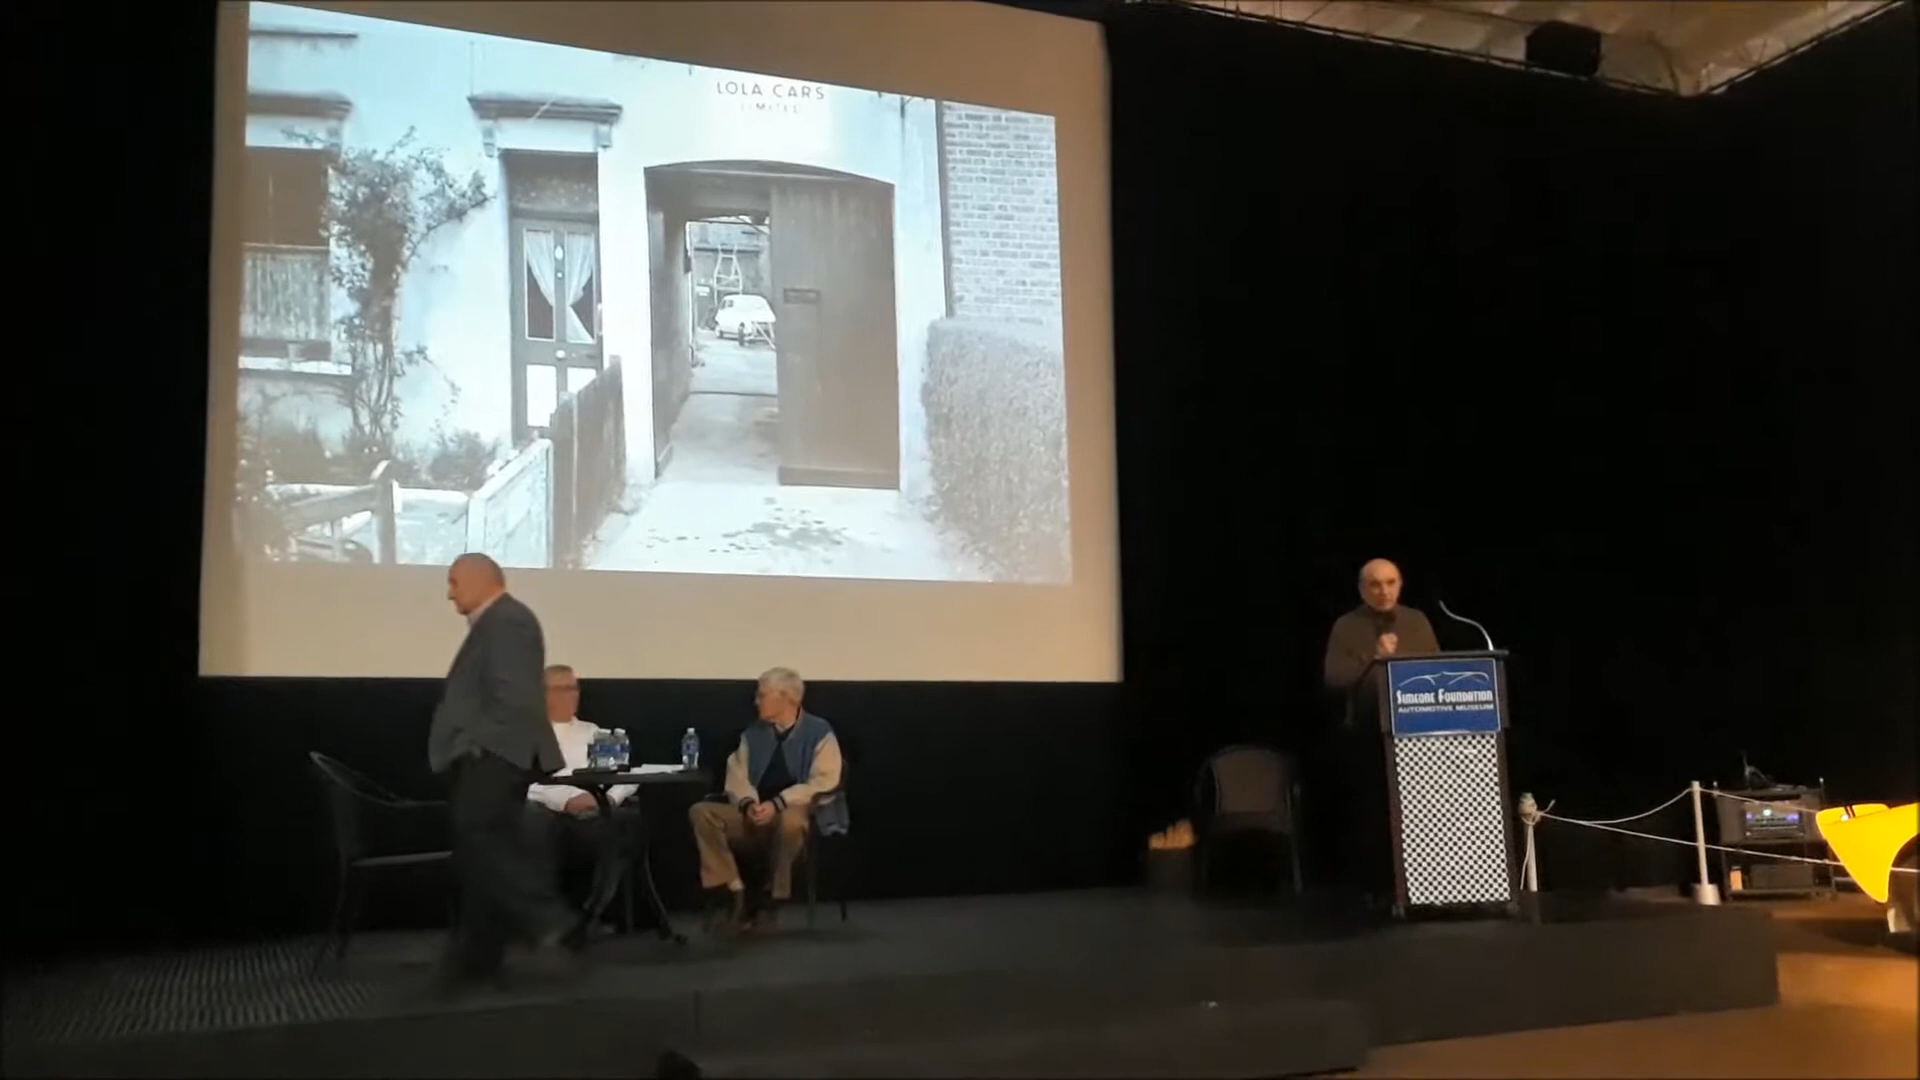 LOLA CARS
LIMITED
SIMEONE FOUNDATION
AUTOMOTIVE MUSEUM